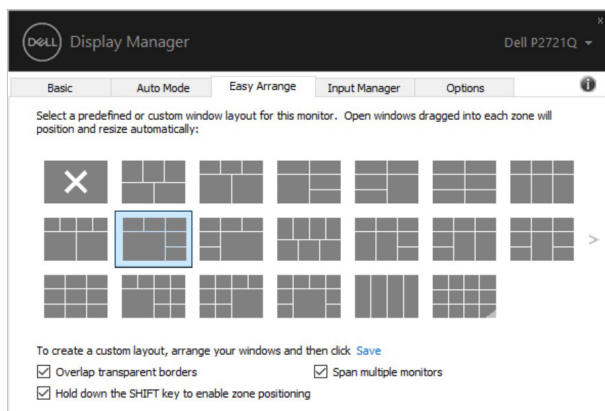 DELL Display Manager
Dell P2721Q
Basic
Auto Mode
Easy Arrange
Input Manager
Options
Select a predefined or custom window layout for this monitor. Open windows dragged into each zone will
position and resize automatically:
To create a custom layout, arrange your windows and then click Save
Overlap transparent borders
Span multiple monitors
Hold down the SHIFT key to enable zone positioning